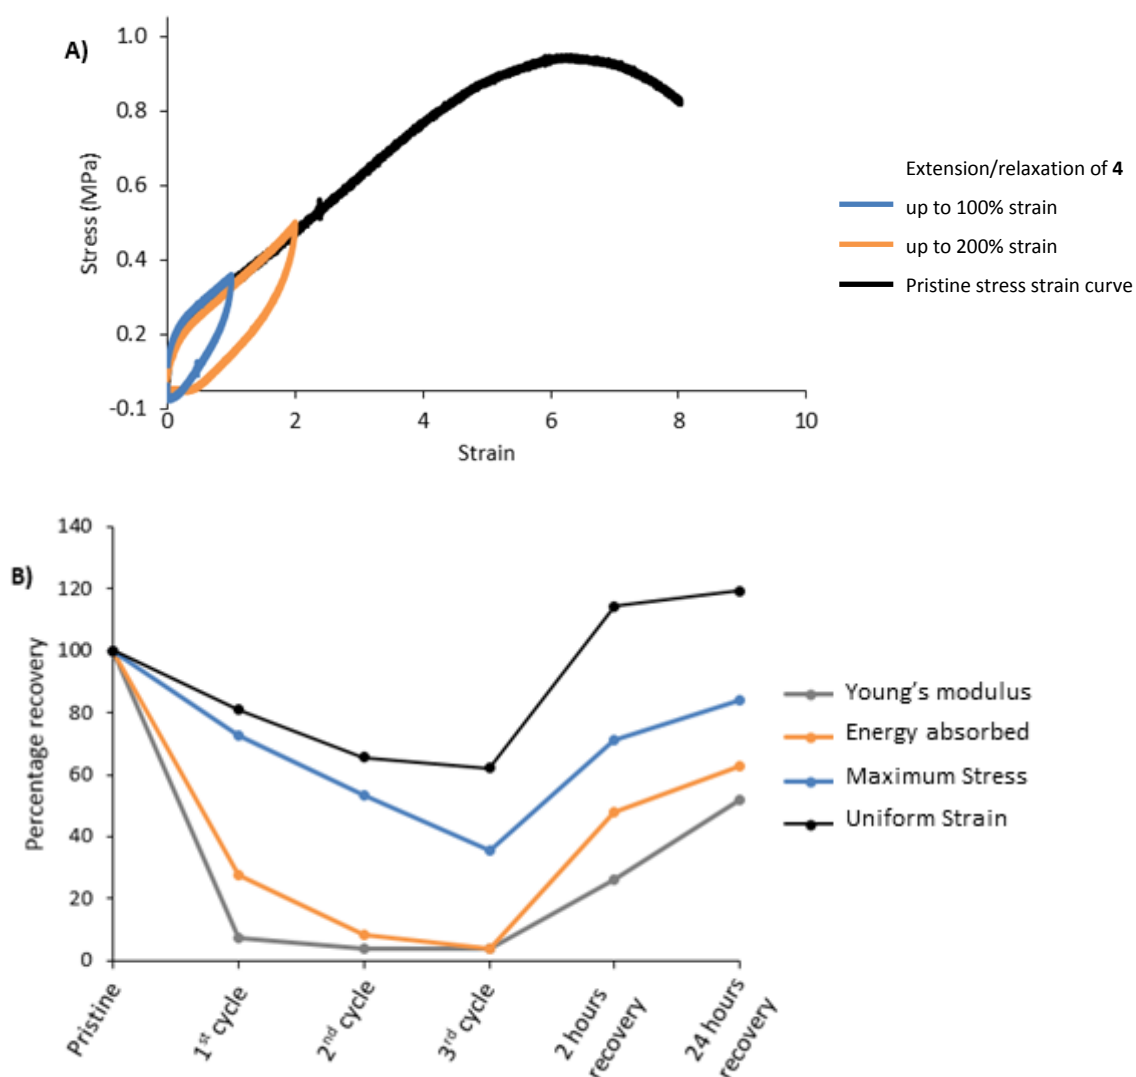 A)
Stress (MPa)
1.0
0.8
0.6
0.4
0.2
-0.1
0 2 4 6 8 10
Strain
Extension/relaxation of 4
up to 100% strain
up to 200% strain
Pristine stress strain curve
B)
Percentage recovery
140
120
100
80
60
40
20
0
Pristine
1st cycle
2nd cycle
3rd cycle
2 hours
recovery
24 hours
recovery
Young's modulus
Energy absorbed
Maximum Stress
Uniform Strain